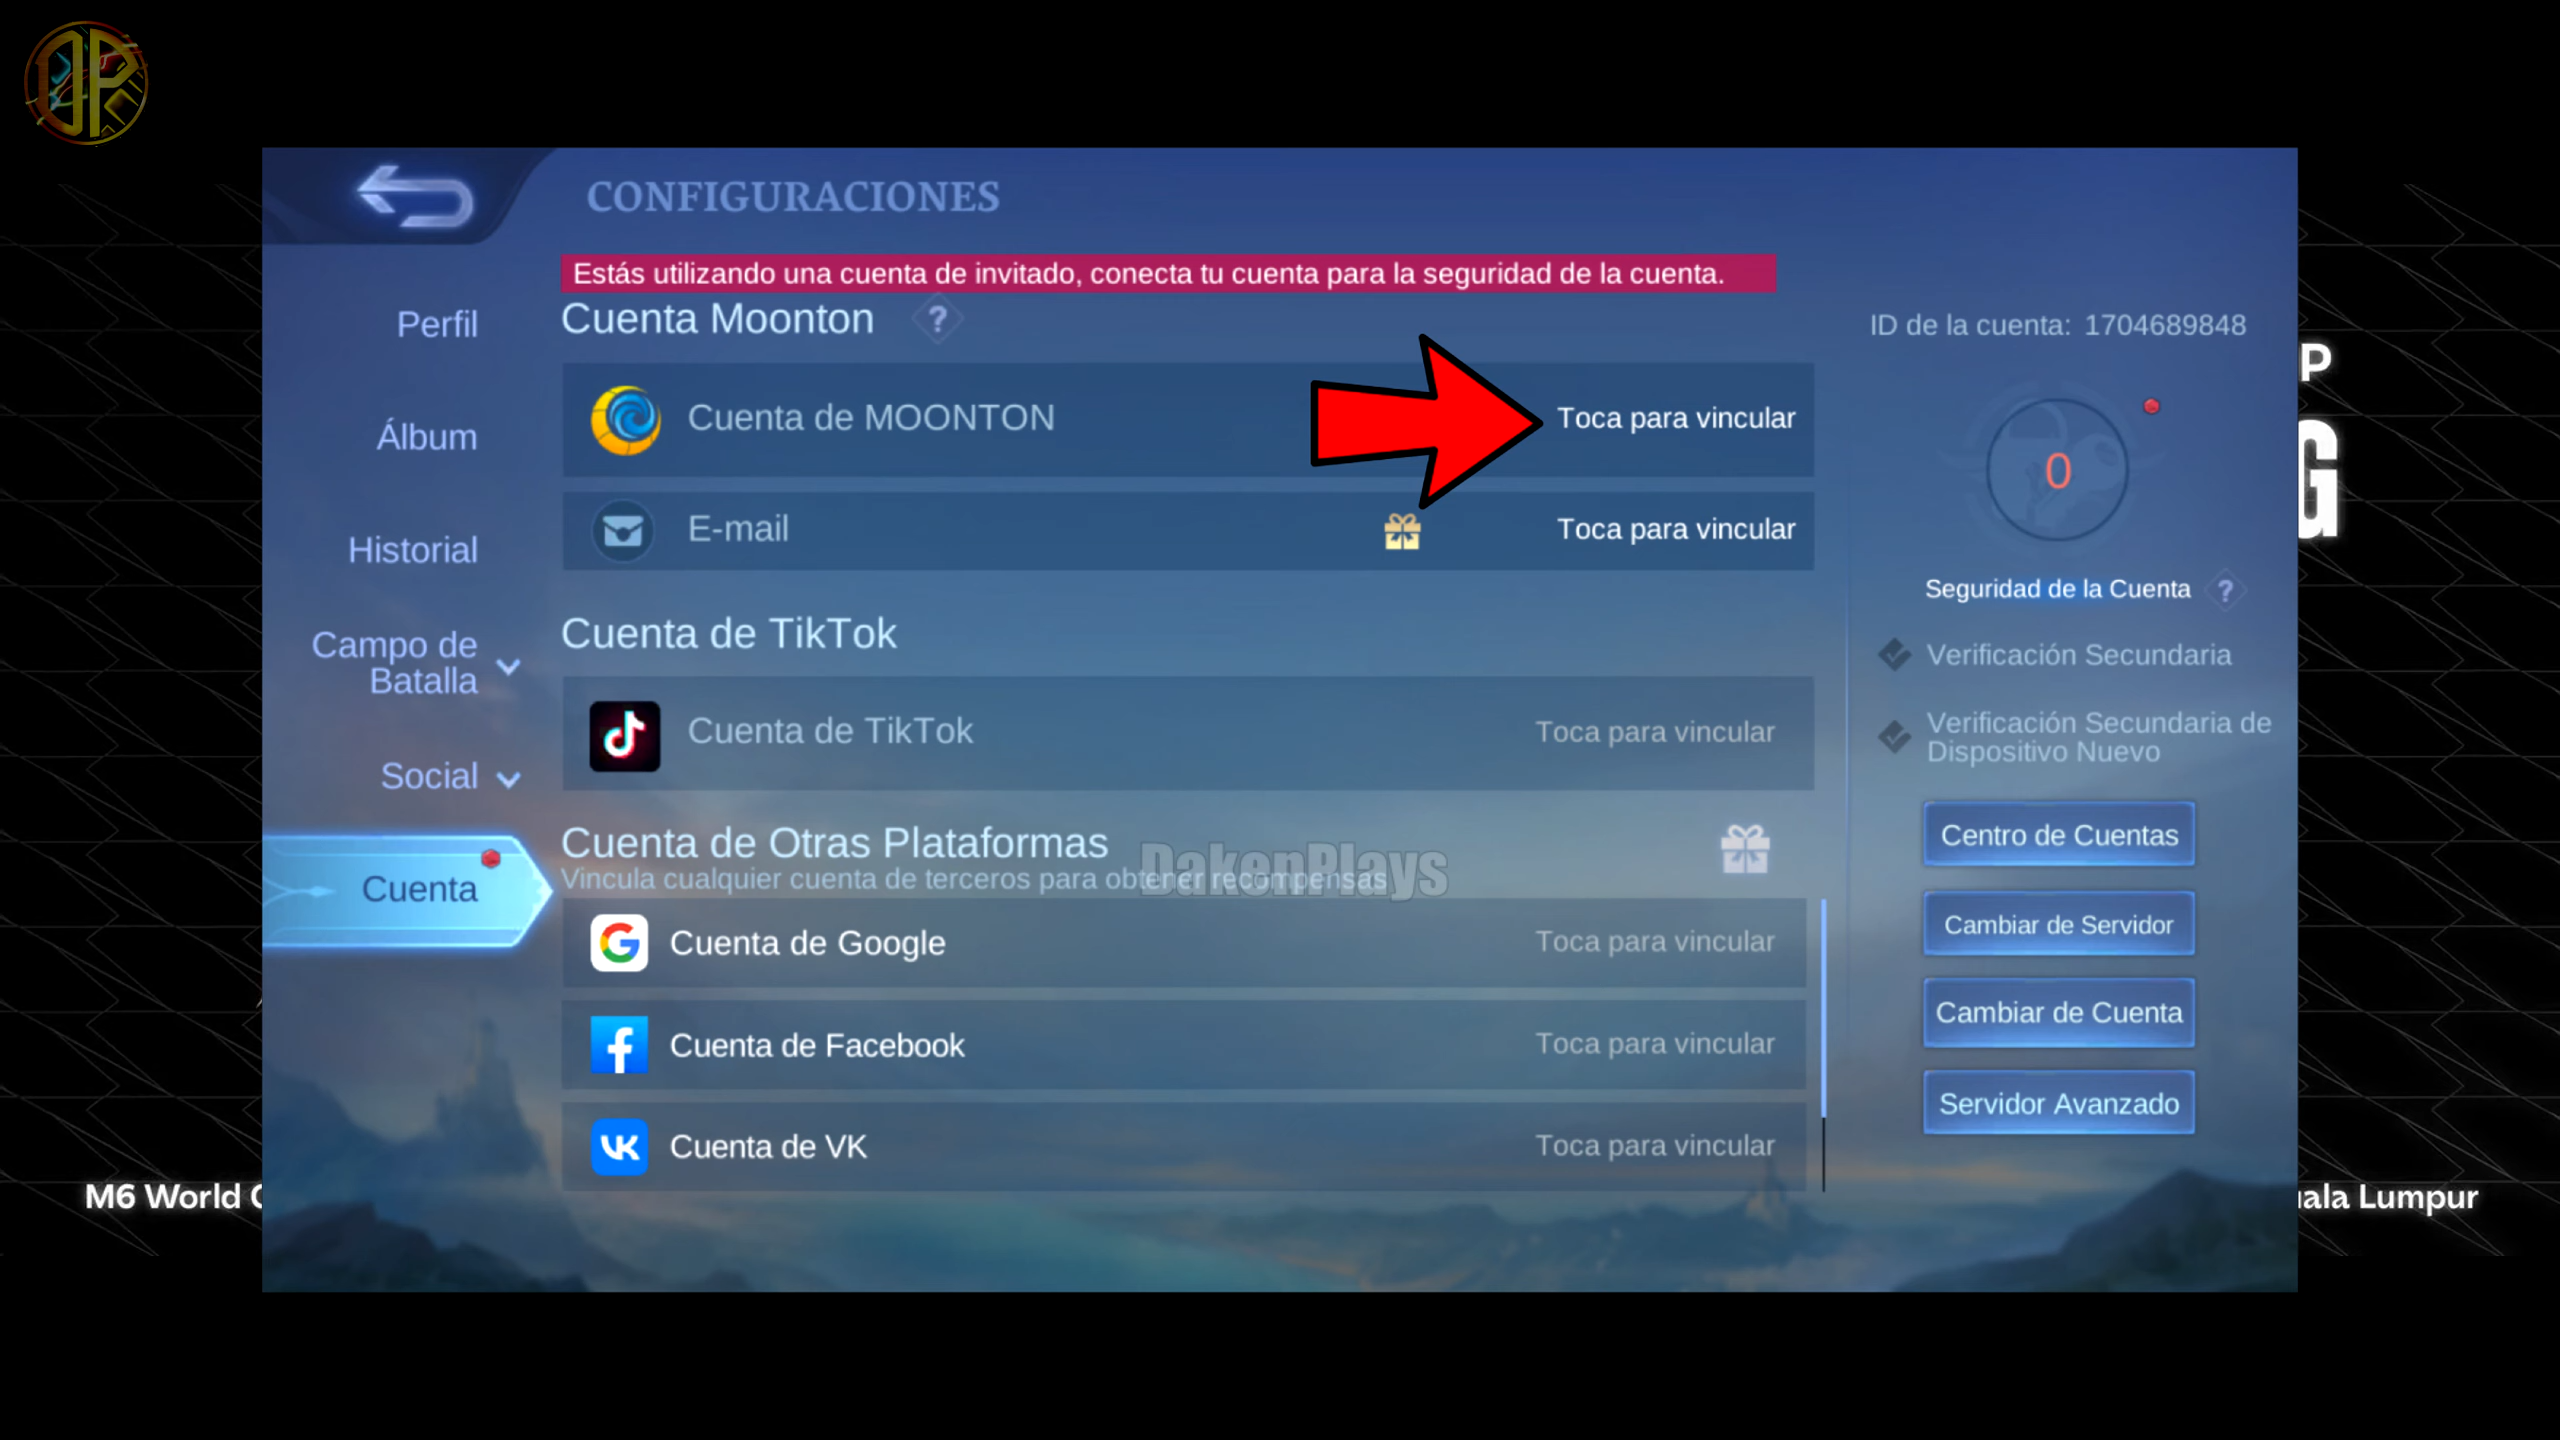 DP
CONFIGURACIONES
Estás utilizando una cuenta de invitado, conecta tu cuenta para la seguridad de la cuenta.
Perfil
Álbum
Historial
Campo de
Batalla
Social
Cuenta
Cuenta Moonton ?
Cuenta de MOONTON Toca para vincular
E-mail Toca para vincular
Cuenta de TikTok
Cuenta de TikTok Toca para vincular
Cuenta de Otras Plataformas
Vincula cualquier cuenta de terceros para obtener recompensas
DakenPlays
Cuenta de Google Toca para vincular
Cuenta de Facebook Toca para vincular
Cuenta de VK Toca para vincular
ID de la cuenta: 1704689848
0
Seguridad de la Cuenta ?
Verificación Secundaria
Verificación Secundaria de
Dispositivo Nuevo
Centro de Cuentas
Cambiar de Servidor
Cambiar de Cuenta
Servidor Avanzado
P
G
M6 World
Lumpur